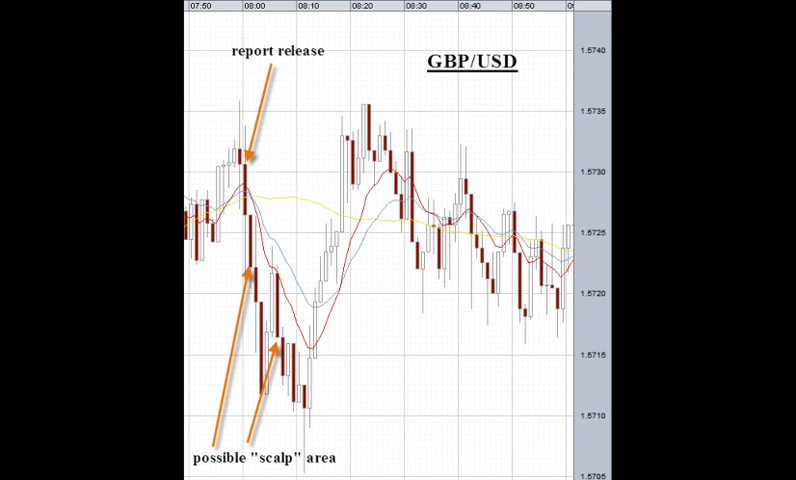 07:50 08:00 08:10 08:20 08:30 08:40 08:50
report release
GBP/USD
1.5740
1.5735
1.5730
1.5725
1.5720
1.5715
1.5710
possible "scalp" area
1.5705